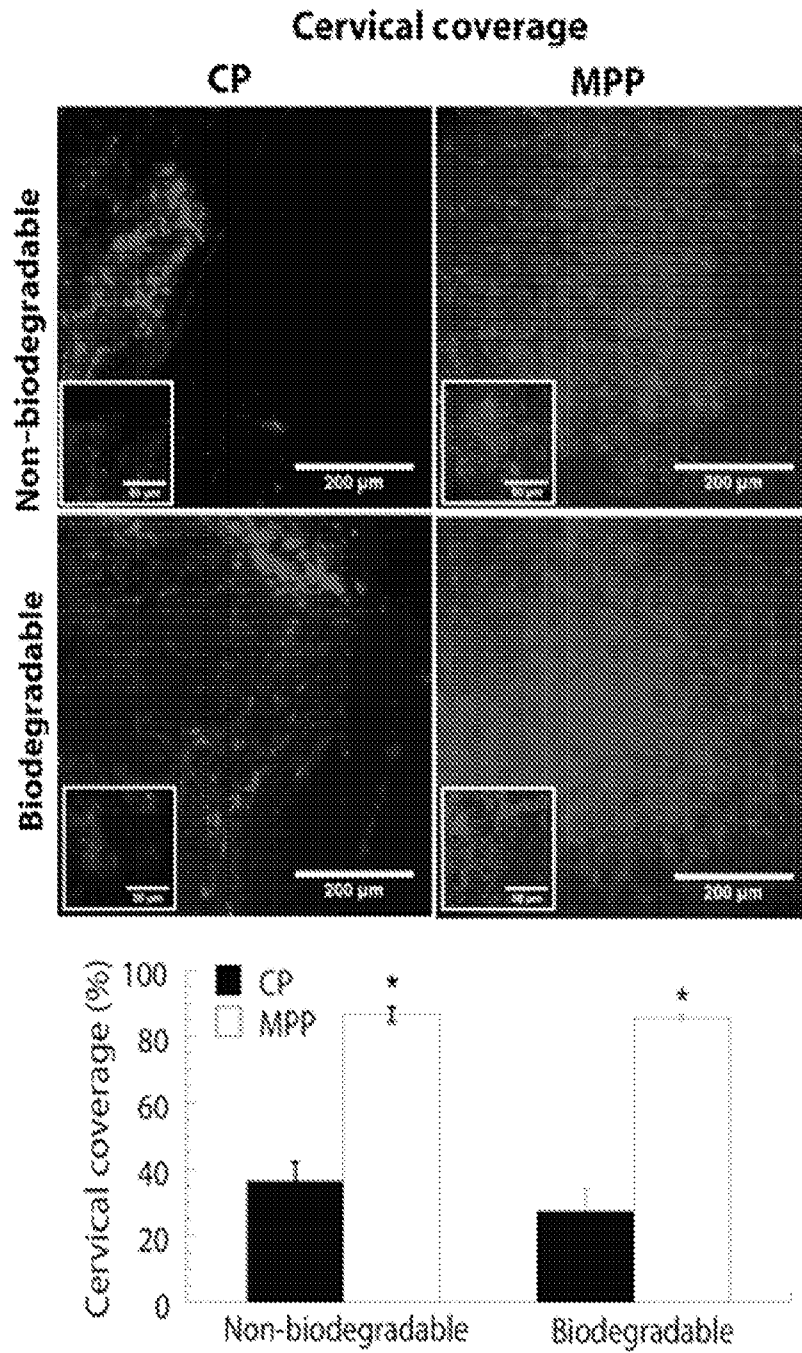 Cervical coverage
CP MPP
Non-biodegradable
200 µm
200 µm
Biodegradable
200 µm
200 µm
Cervical coverage (%)
100
80
60
40
20
0
CP
MPP
*
*
Non-biodegradable Biodegradable